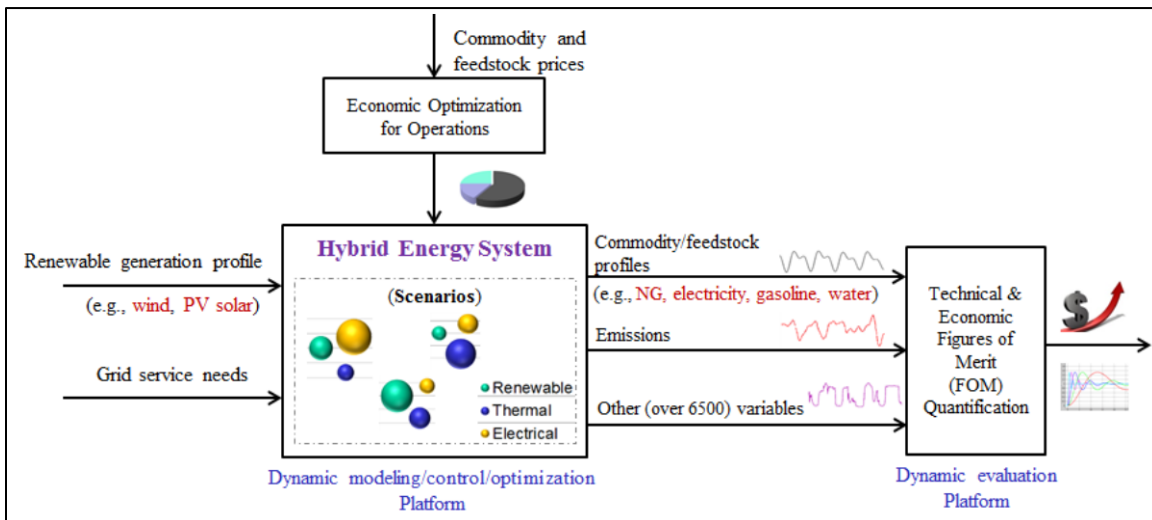 Commodity and
feedstock prices
Economic Optimization
for Operations
Renewable generation profile
(e.g., wind, PV solar)
Grid service needs
Hybrid Energy System
(Scenarios)
Renewable
Thermal
Electrical
Dynamic modeling/control/optimization
Platform
Commodity/feedstock
profiles
(e.g., NG, electricity, gasoline, water)
Emissions
Other (over 6500) variables
Technical &
Economic
Figures of
Merit
(FOM)
Quantification
Dynamic evaluation
Platform
$